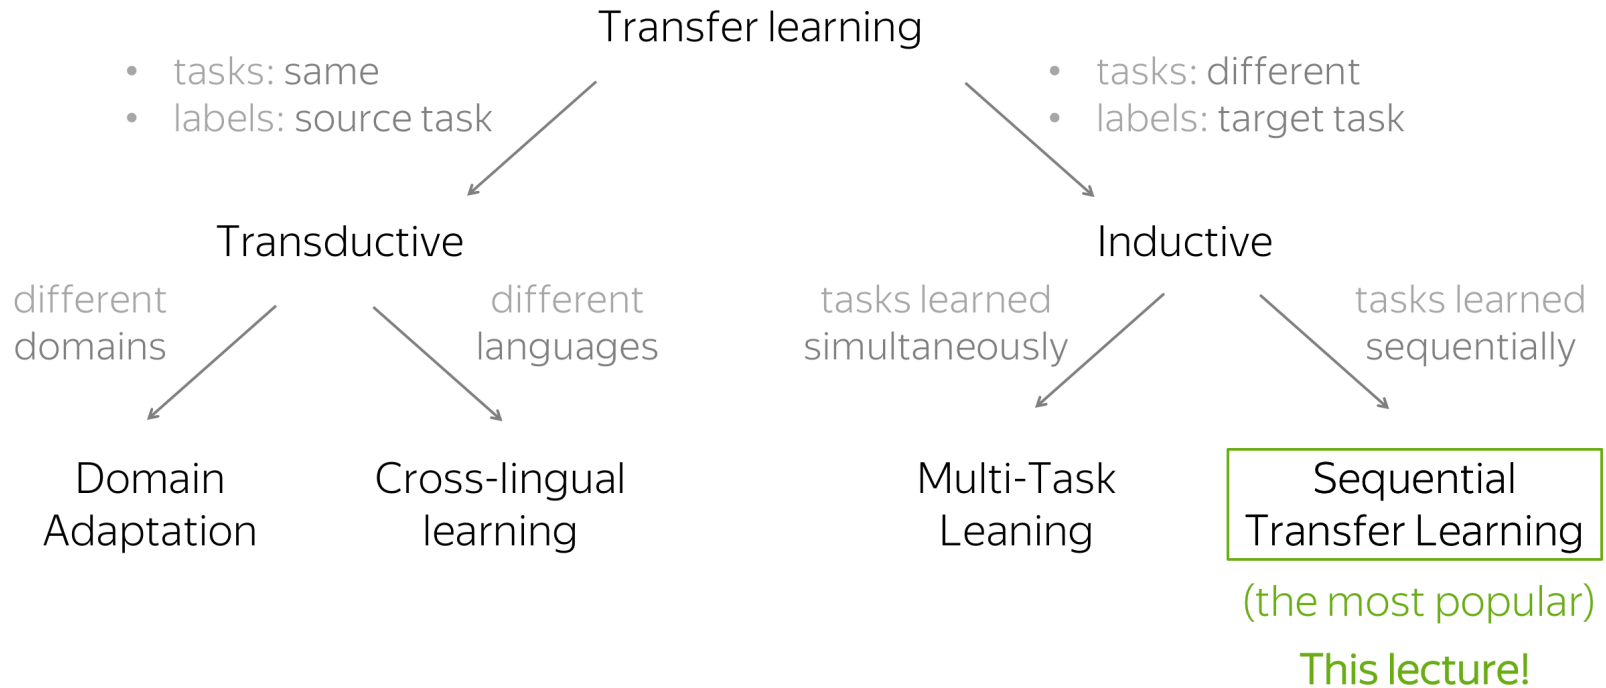 Transfer learning
• tasks: same
• labels: source task
• tasks: different
• labels: target task
Transductive
Inductive
different
domains
different
languages
tasks learned
simultaneously
tasks learned
sequentially
Domain
Adaptation
Cross-lingual
learning
Multi-Task
Leaning
Sequential
Transfer Learning
(the most popular)
This lecture!